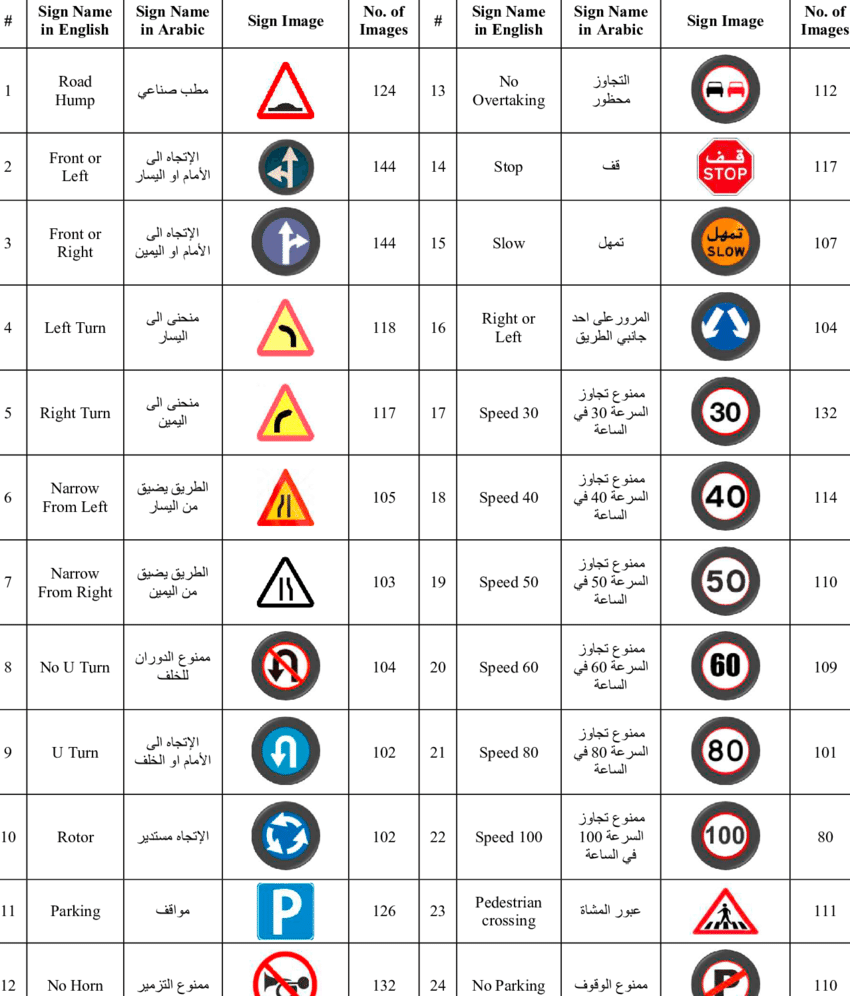 # Sign Name in English Sign Name in Arabic Sign Image No. of Images # Sign Name in English Sign Name in Arabic Sign Image No. of Images
1 Road Hump مطب صناعي 124 13 No Overtaking التجاوز محظور 112
2 Front or Left الإتجاه الى الأمام او اليسار 144 14 Stop قف قف STOP 117
3 Front or Right الإتجاه الى الأمام او اليمين 144 15 Slow تمهل تمهل SLOW 107
4 Left Turn منحنى الى اليسار 118 16 Right or Left المرور على احد جانبي الطريق 104
5 Right Turn منحنى الى اليمين 117 17 Speed 30 ممنوع تجاوز السرعة 30 في الساعة 30 132
6 Narrow From Left الطريق يضيق من اليسار 105 18 Speed 40 ممنوع تجاوز السرعة 40 في الساعة 40 114
7 Narrow From Right الطريق يضيق من اليمين 103 19 Speed 50 ممنوع تجاوز السرعة 50 في الساعة 50 110
8 No U Turn ممنوع الدوران للخلف 104 20 Speed 60 ممنوع تجاوز السرعة 60 في الساعة 60 109
9 U Turn الإتجاه الى الأمام او الخلف 102 21 Speed 80 ممنوع تجاوز السرعة 80 في الساعة 80 101
10 Rotor الإتجاه مستدير 102 22 Speed 100 ممنوع تجاوز السرعة 100 في الساعة 100 80
11 Parking مواقف P 126 23 Pedestrian crossing عبور المشاة 111
12 No Horn ممنوع التزمير 132 24 No Parking ممنوع الوقوف P 110